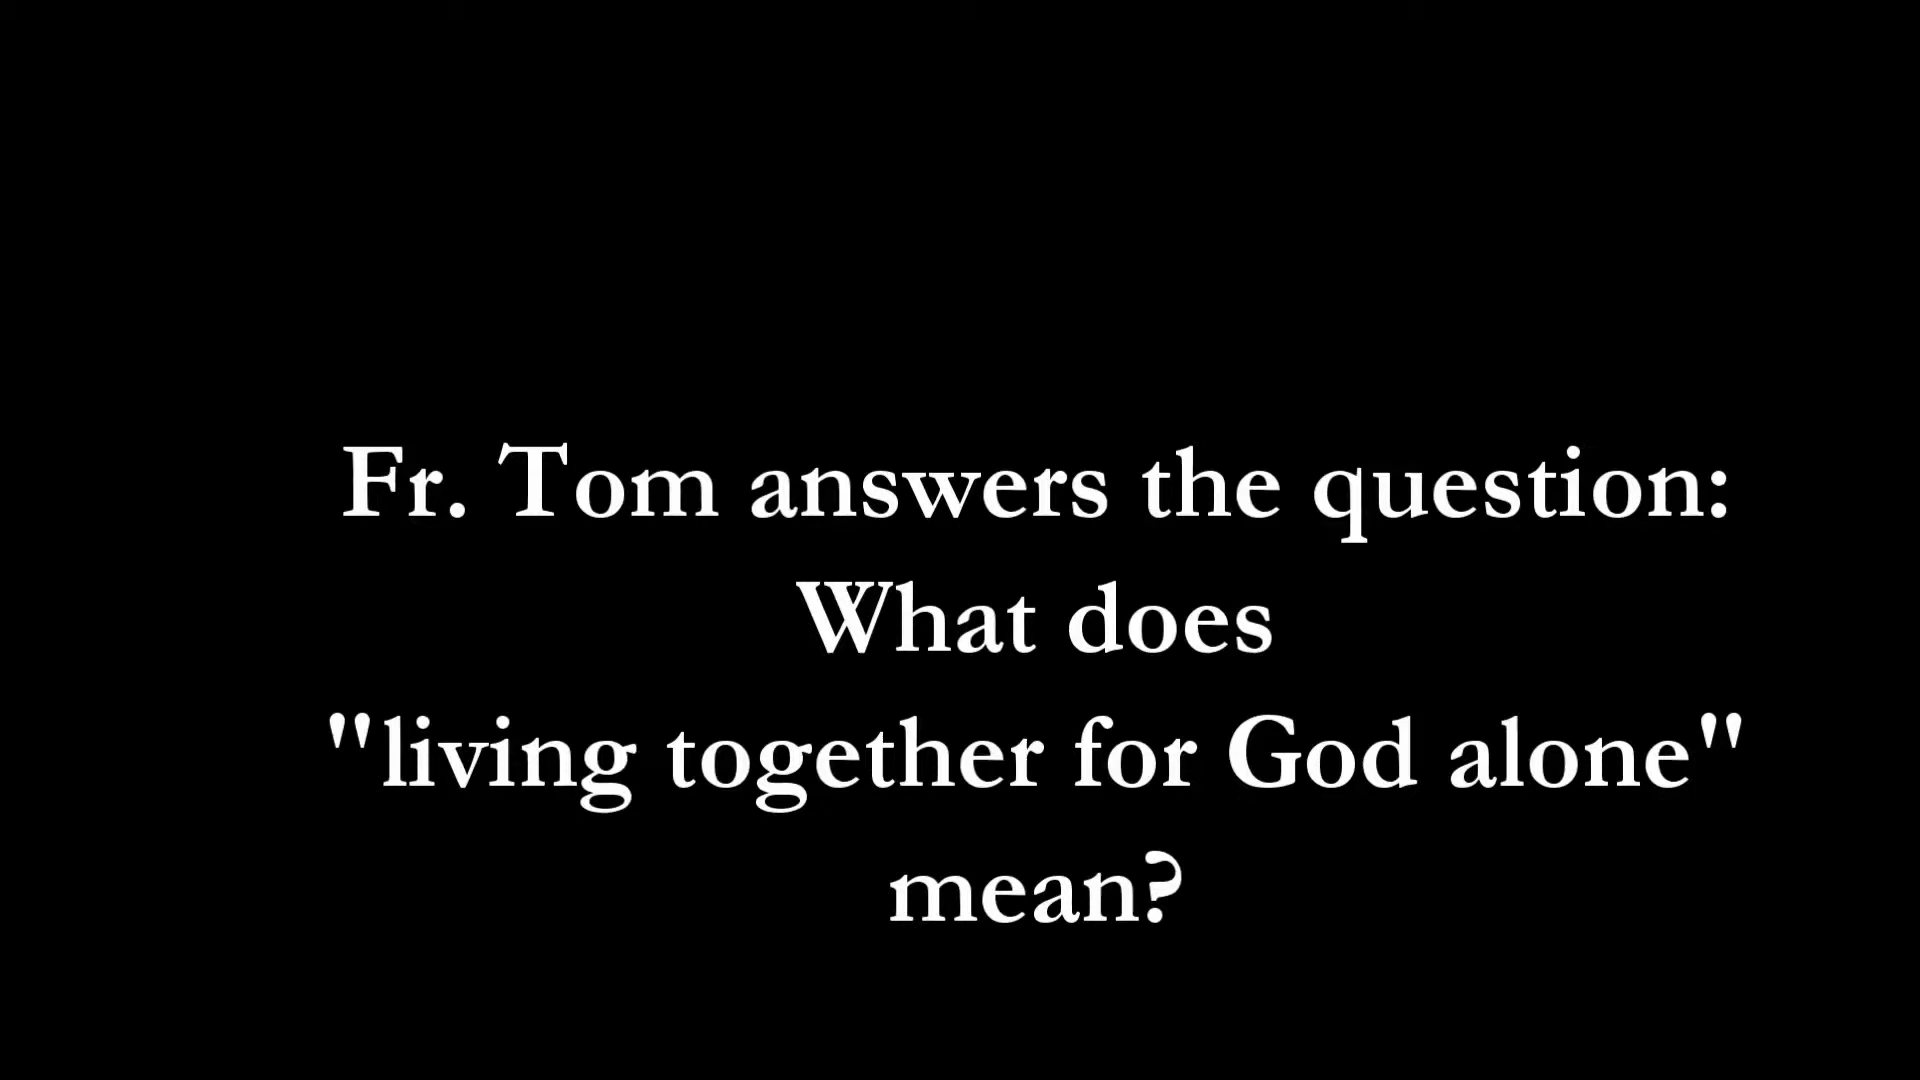 Fr. Tom answers the question:
What does
"living together for God alone"
mean?